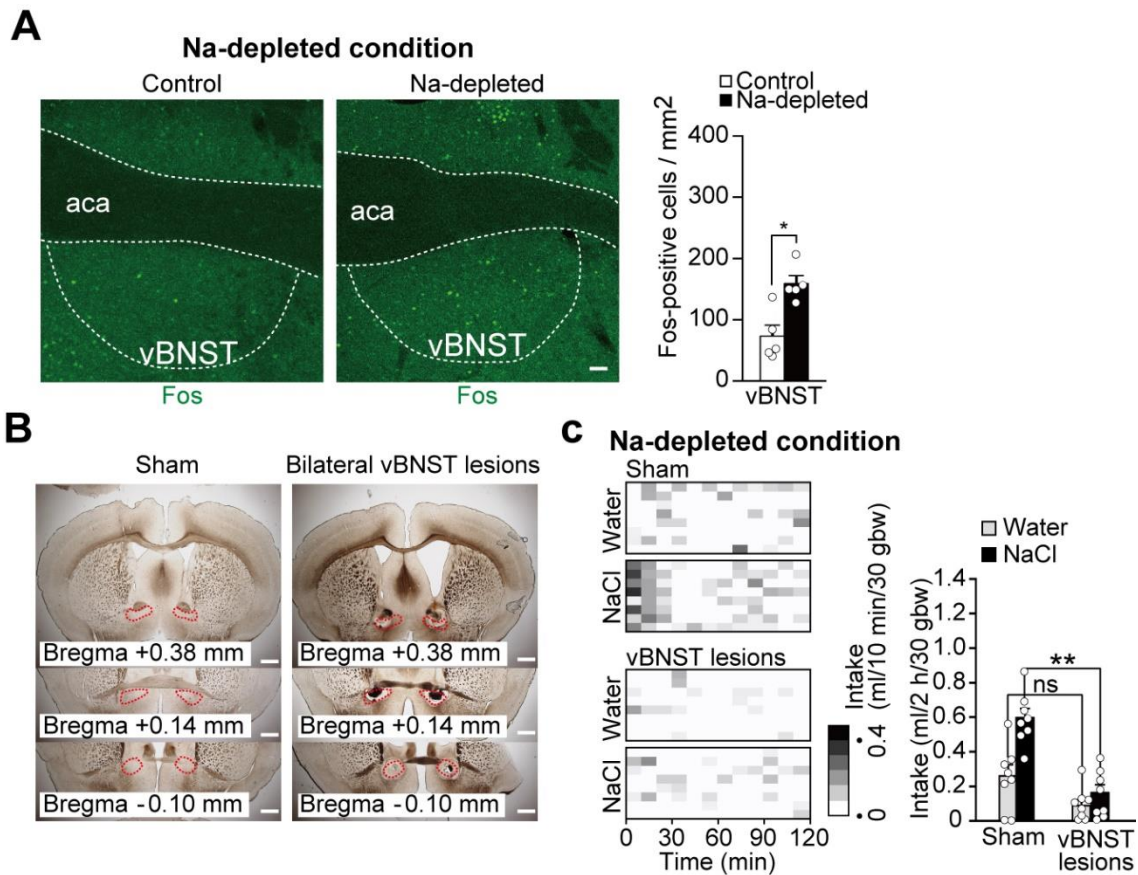 A
Na-depleted condition
Control
Na-depleted
aca
vBNST
Fos
aca
vBNST
Fos
Control
Na-depleted
Fos-positive cells / mm2
400
300
200
100
0
*
vBNST
B
Sham
Bilateral vBNST lesions
Bregma +0.38 mm
Bregma +0.38 mm
Bregma +0.14 mm
Bregma +0.14 mm
Bregma -0.10 mm
Bregma -0.10 mm
c
Na-depleted condition
Sham
Water
NaCl
vBNST lesions
Water
NaCl
0
30
60
90
120
Time (min)
Intake
(ml/10 min/30 gbw)
0.4
0
Water
NaCl
Intake (ml/2 h/30 gbw)
1.4
1.2
1.0
0.8
0.6
0.4
0.2
0
**
ns
Sham
vBNST
lesions